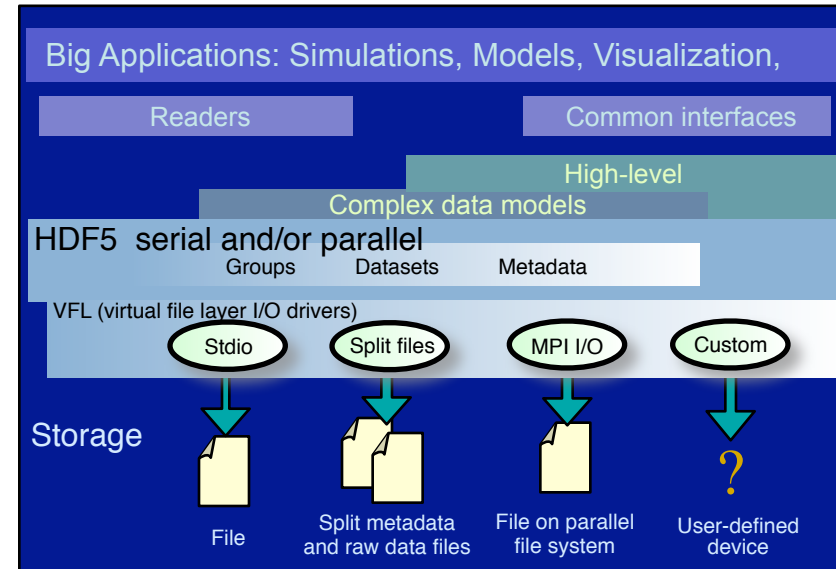 Big Applications: Simulations, Models, Visualization,
Readers
Common interfaces
High-level
Complex data models
HDF5 serial and/or parallel
Groups Datasets Metadata
VFL (virtual file layer I/O drivers)
Stdio Split files MPI I/O Custom
Storage
?
File
Split metadata
and raw data files
File on parallel
file system
User-defined
device